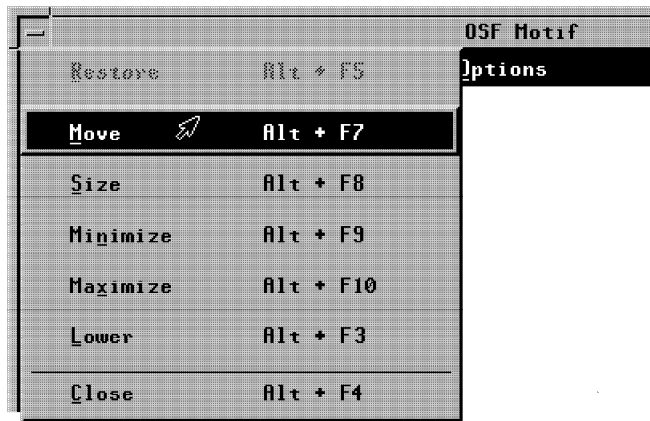 OSF Motif
Restore Alt + F5
Options
Move Alt + F7
Size Alt + F8
Minimize Alt + F9
Maximize Alt + F10
Lower Alt + F3
Close Alt + F4